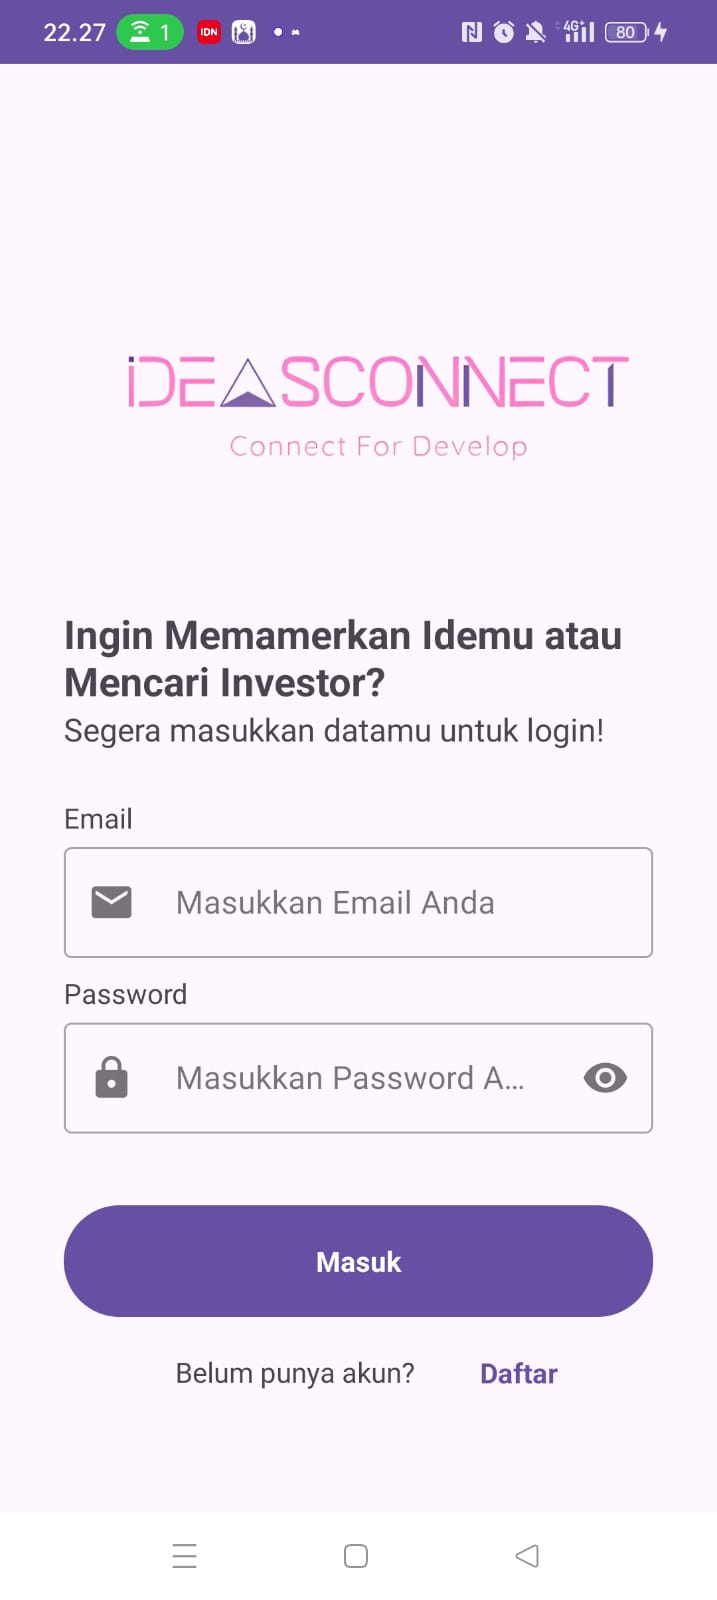 22.27 1 IDN 4G+ 80
iDEASCONNECT
Connect For Develop
Ingin Memamerkan Idemu atau
Mencari Investor?
Segera masukkan datamu untuk login!
Email
Masukkan Email Anda
Password
Masukkan Password A...
Masuk
Belum punya akun? Daftar